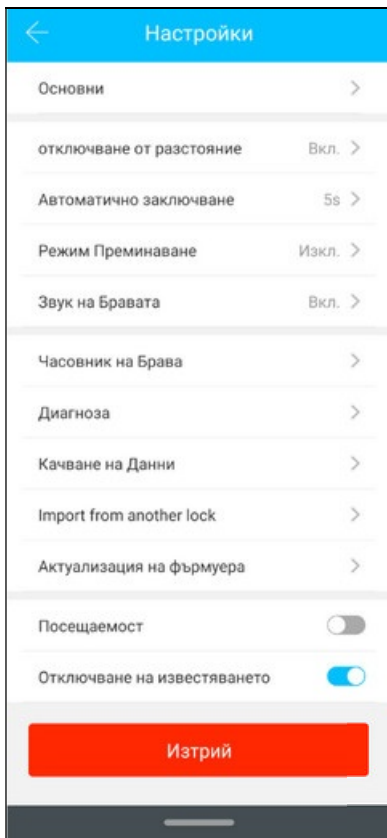 Настройки
Основни
отключване от разстояние Вкл.
Автоматично заключване 5s
Режим Преминаване Изкл.
Звук на Бравата Вкл.
Часовник на Брава
Диагноза
Качване на Данни
Import from another lock
Актуализация на фърмуера
Посещаемост
Отключване на известяването
Изтрий